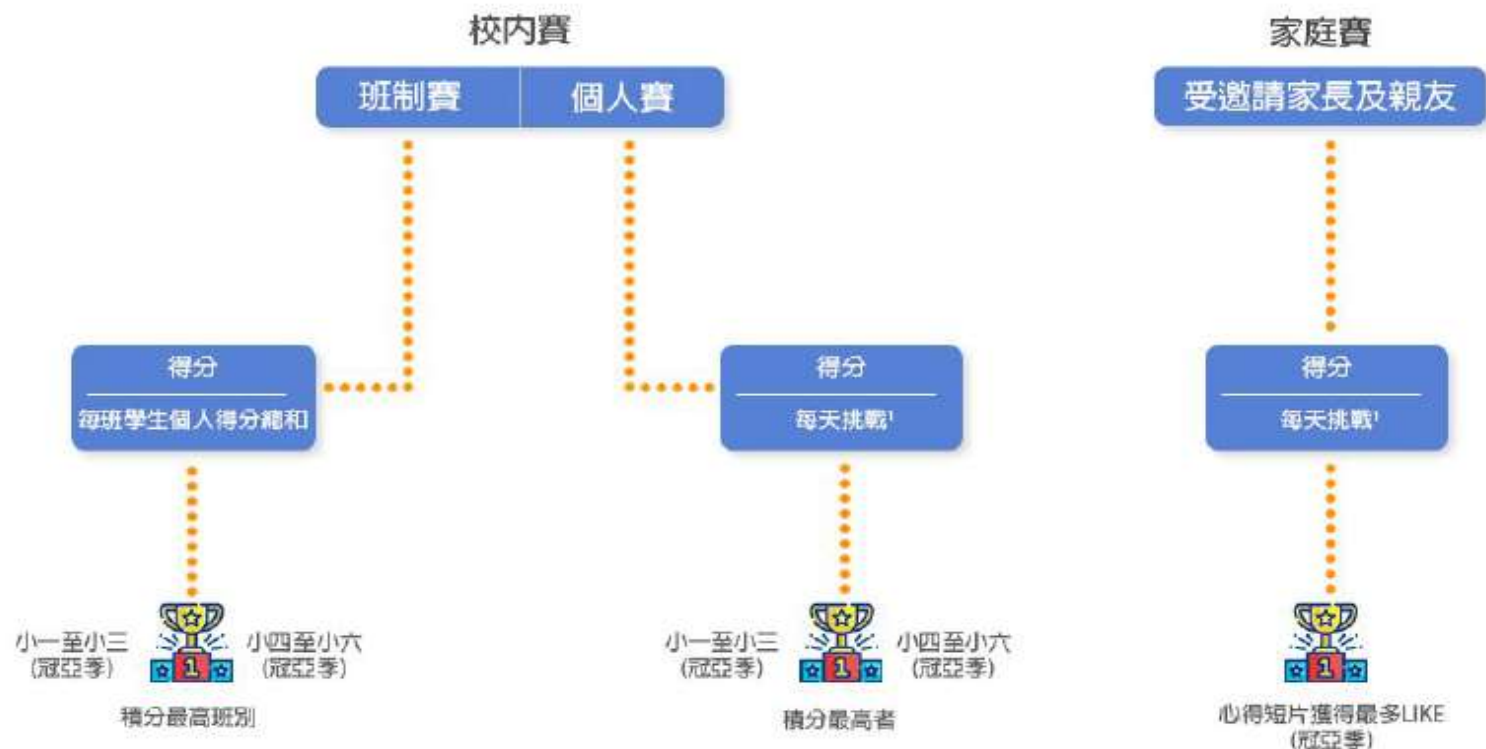 校内賽
家庭賽
班制賽
個人賽
受邀請家長及親友
得分
每班學生個人得分總和
得分
每天挑戰¹
得分
每天挑戰¹
小一至小三
(冠亞季)
1
小四至小六
(冠亞季)
積分最高班別
小一至小三
(冠亞季)
1
小四至小六
(冠亞季)
積分最高者
1
心得短片獲得最多LIKE
(冠亞季)